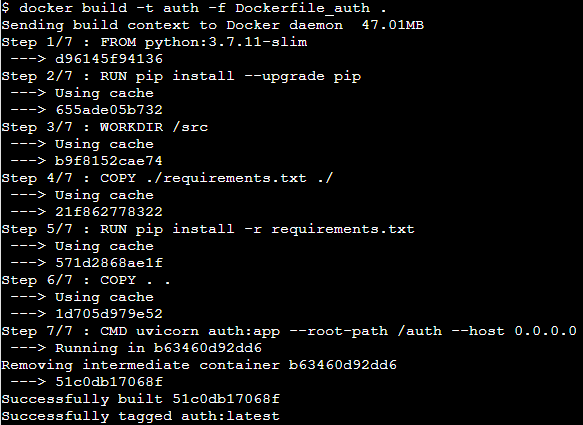 $ docker build -t auth -f Dockerfile_auth .
Sending build context to Docker daemon  47.01MB
Step 1/7 : FROM python:3.7.11-slim
 ---> d96145f94136
Step 2/7 : RUN pip install --upgrade pip
 ---> Using cache
 ---> 655ade05b732
Step 3/7 : WORKDIR /src
 ---> Using cache
 ---> b9f8152cae74
Step 4/7 : COPY ./requirements.txt ./
 ---> Using cache
 ---> 21f862778322
Step 5/7 : RUN pip install -r requirements.txt
 ---> Using cache
 ---> 571d2868ae1f
Step 6/7 : COPY . .
 ---> Using cache
 ---> 1d705d979e52
Step 7/7 : CMD uvicorn auth:app --root-path /auth --host 0.0.0.0
 ---> Running in b63460d92dd6
Removing intermediate container b63460d92dd6
 ---> 51c0db17068f
Successfully built 51c0db17068f
Successfully tagged auth:latest